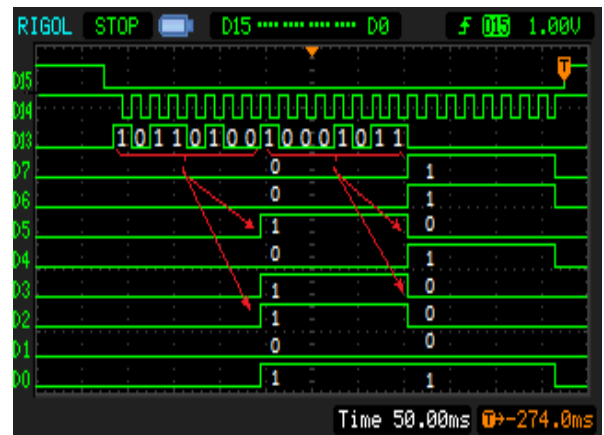 RIGOL STOP D15 ···· ···· ···· ···· D0 D15 1.00V
T
D15
D14
D13 1 0 1 1 0 1 0 0 1 0 0 0 1 0 1 1
D7 0 1
D6 0 1
D5 1 0
D4 0 1
D3 1 0
D2 1 0
D1 0 0
D0 1 1
Time 50.00ms T→-274.0ms